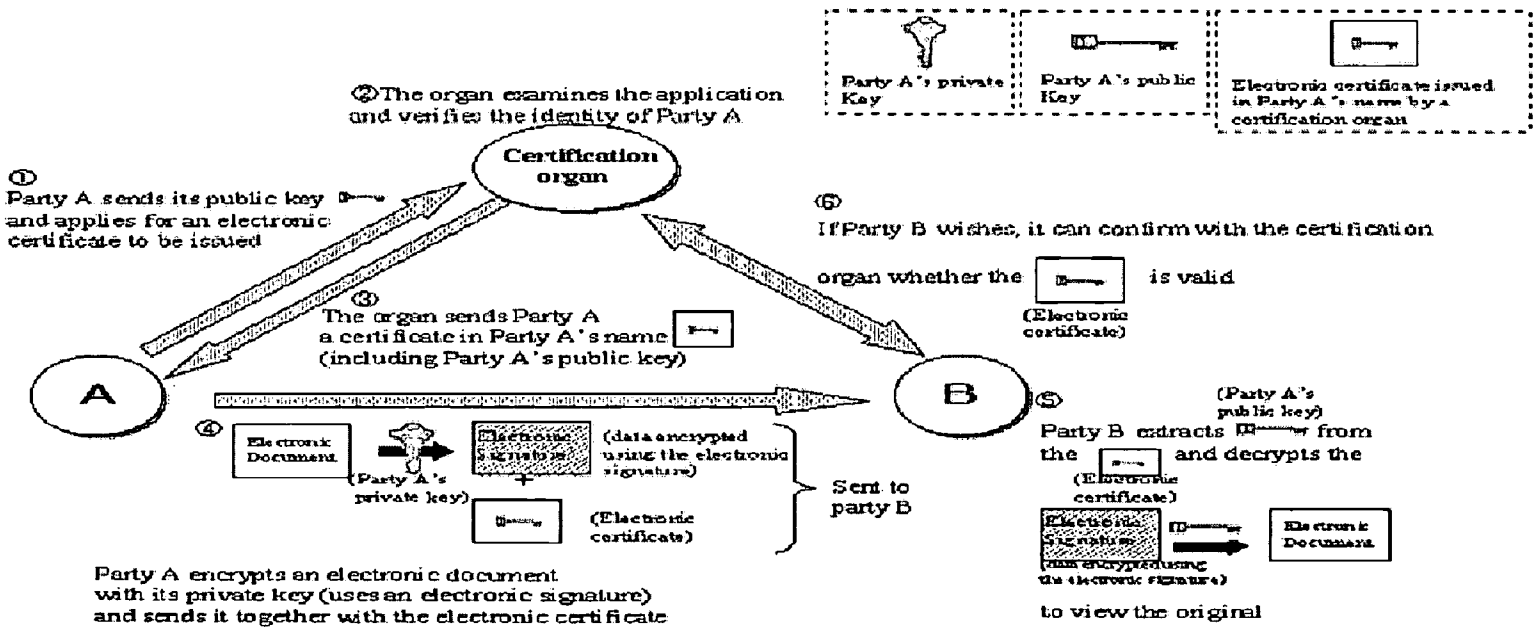 Party A's private
Key
Party A's public
Key
Electronic certificate issued
in Party A's name by a
certification organ
②The organ examines the application
and verifies the identity of Party A
Certification
organ
①
Party A sends its public key
and applies for an electronic
certificate to be issued
⑥
If Party B wishes, it can confirm with the certification
organ whether the is valid
(Electronic
certificate)
③
The organ sends Party A
a certificate in Party A's name
(including Party A's public key)
A
B
④
Electronic
Document
(Party A's
private key)
Electronic
Signature
(data encrypted
using the electronic
signature)
+
(Electronic
certificate)
Sent to
party B
Party A encrypts an electronic document
with its private key (uses an electronic signature)
and sends it together with the electronic certificate
⑤
(Party A's
public key)
Party B extracts from
the and decrypts the
(Electronic
certificate)
Electronic
Signature
(data encrypted using
the electronic signature)
Electronic
Document
to view the original